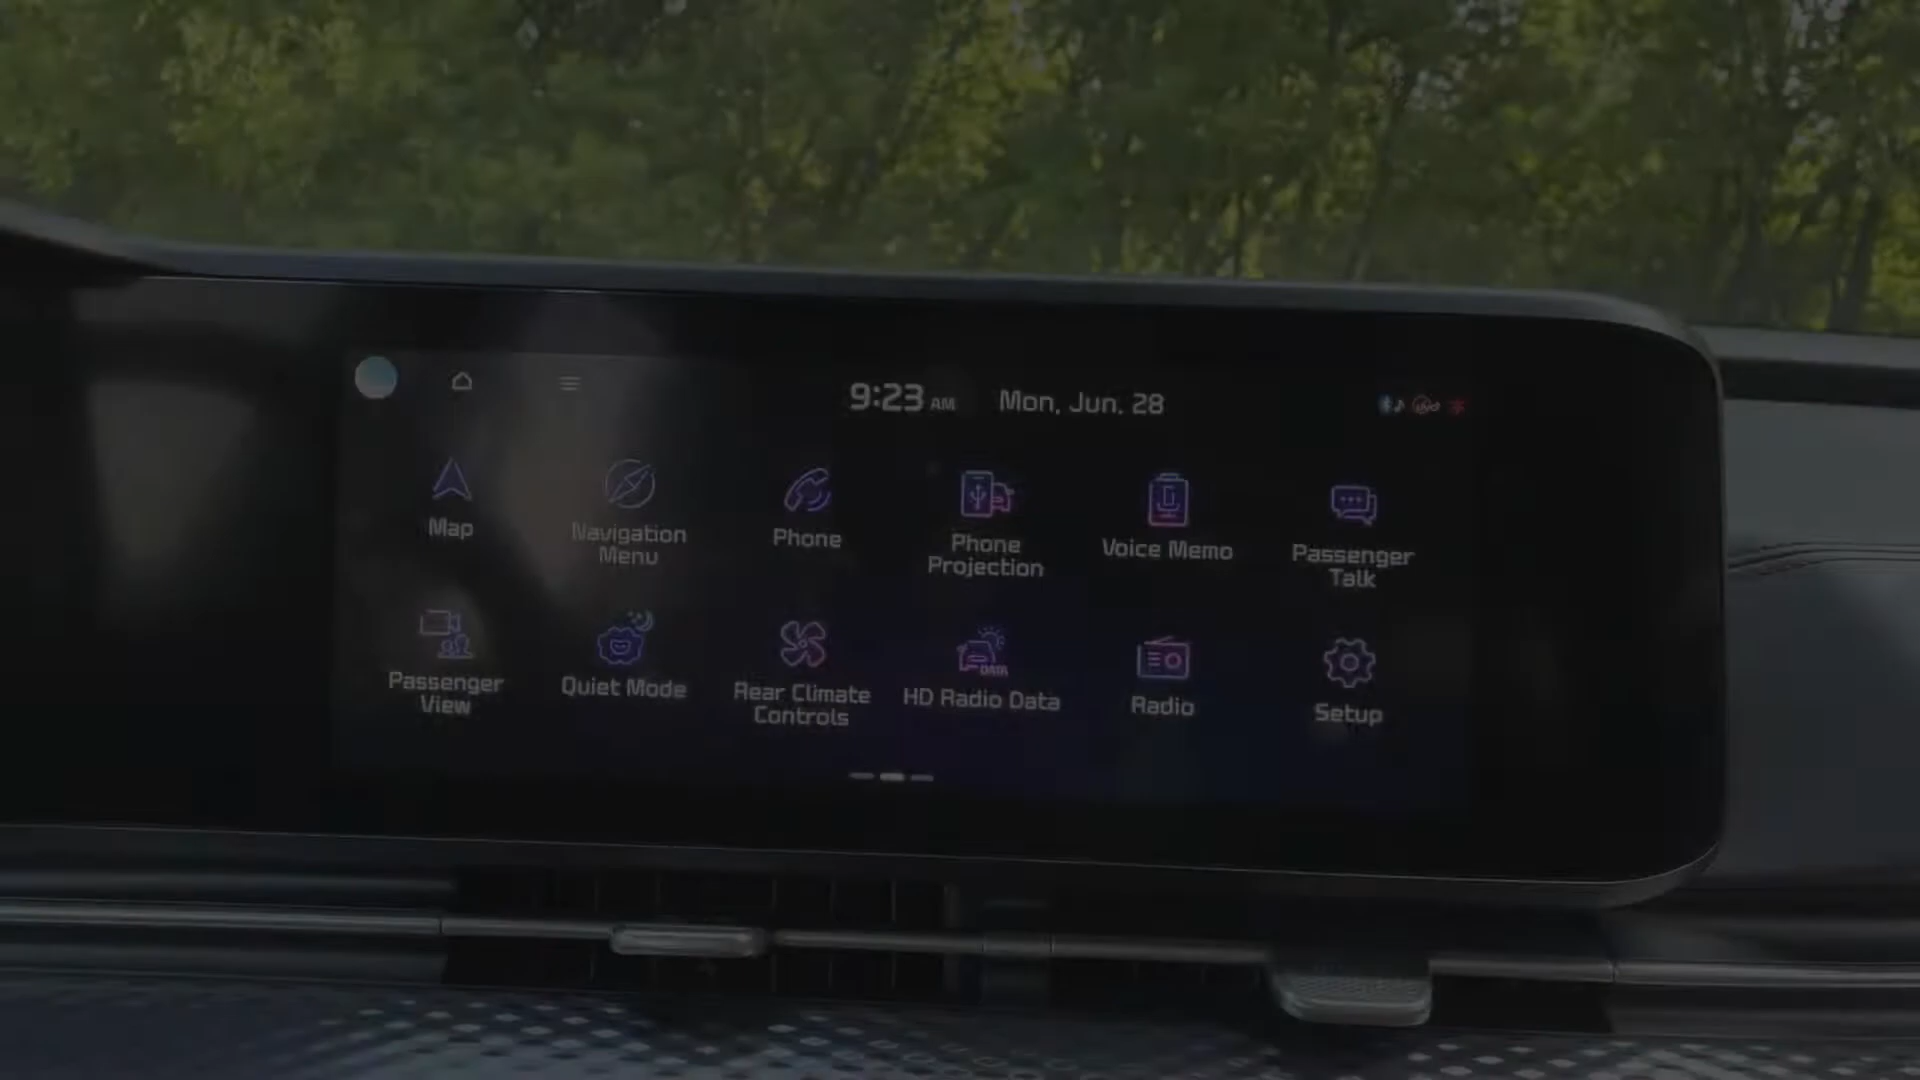 9:23 AM Mon, Jun. 28
Map
Navigation
Menu
Phone
Phone
Projection
Voice Memo
Passenger
Talk
Passenger
View
Quiet Mode
Rear Climate
Controls
DATA
HD Radio Data
Radio
Setup